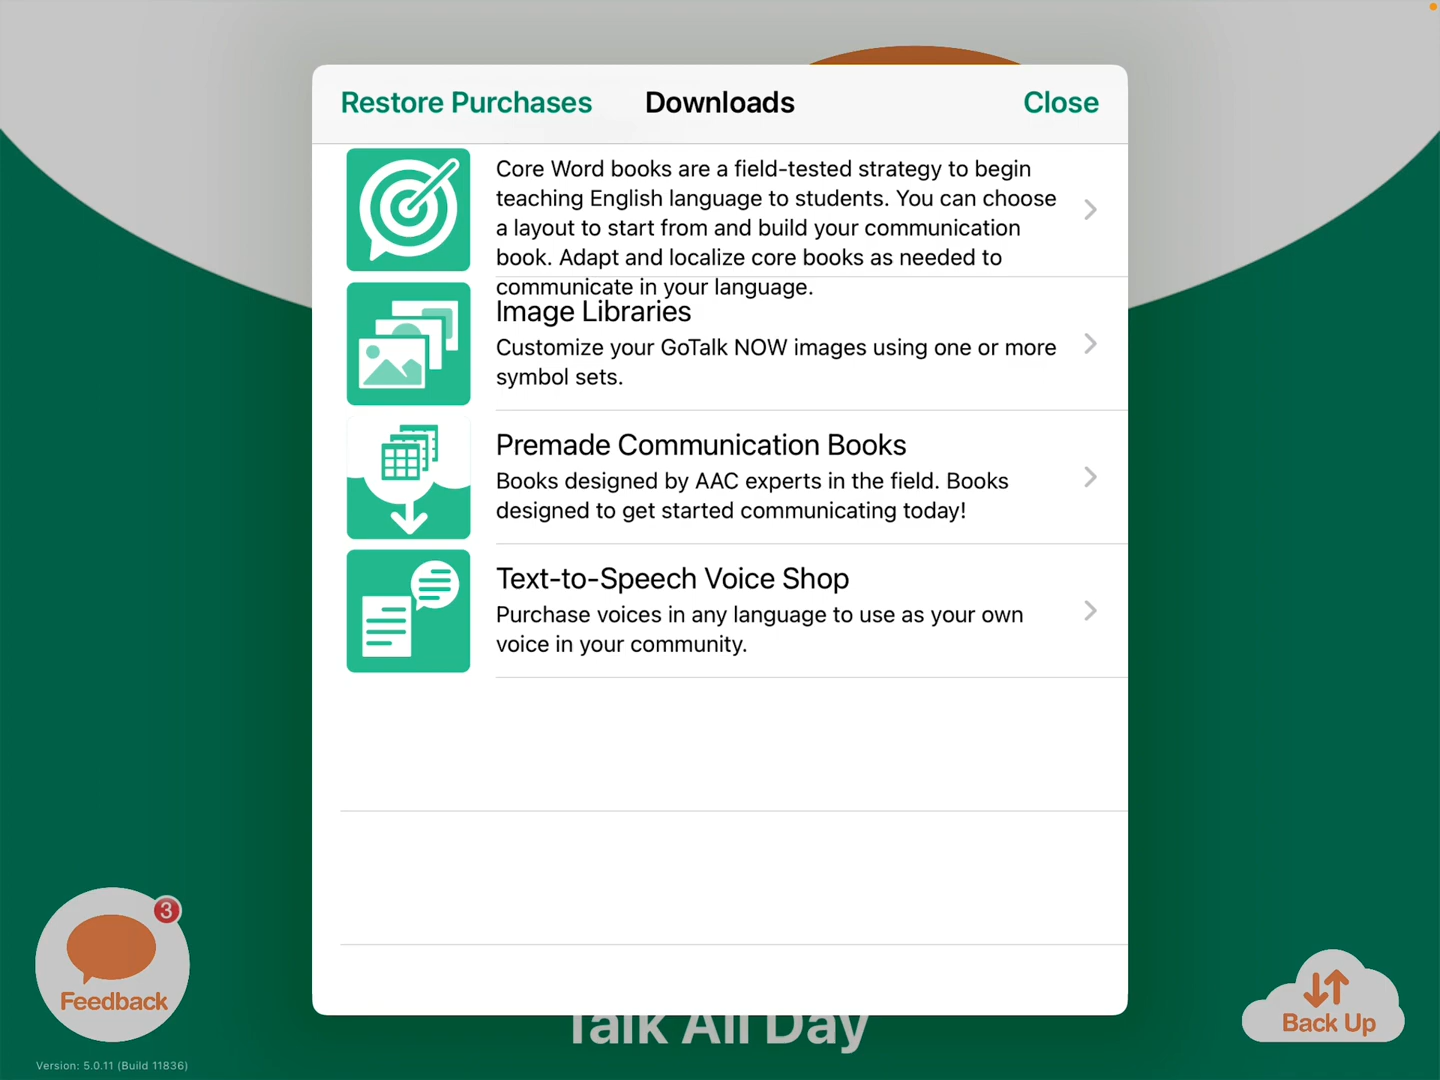 Restore Purchases
Downloads
Close
Core Word books are a field-tested strategy to begin
teaching English language to students. You can choose
a layout to start from and build your communication
book. Adapt and localize core books as needed to
communicate in your language.
Image Libraries
Customize your GoTalk NOW images using one or more
symbol sets.
Premade Communication Books
Books designed by AAC experts in the field. Books
designed to get started communicating today!
Text-to-Speech Voice Shop
Purchase voices in any language to use as your own
voice in your community.
3
Feedback
Back Up
Talk All Day
Version: 5.0.11 (Build 11836)